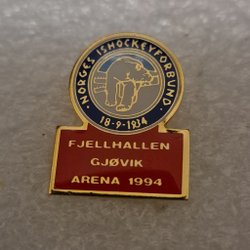 NORGES ISHOCKEYFORBUND
18-9-1934
FJELLHALLEN
GJØVIK
ARENA 1994